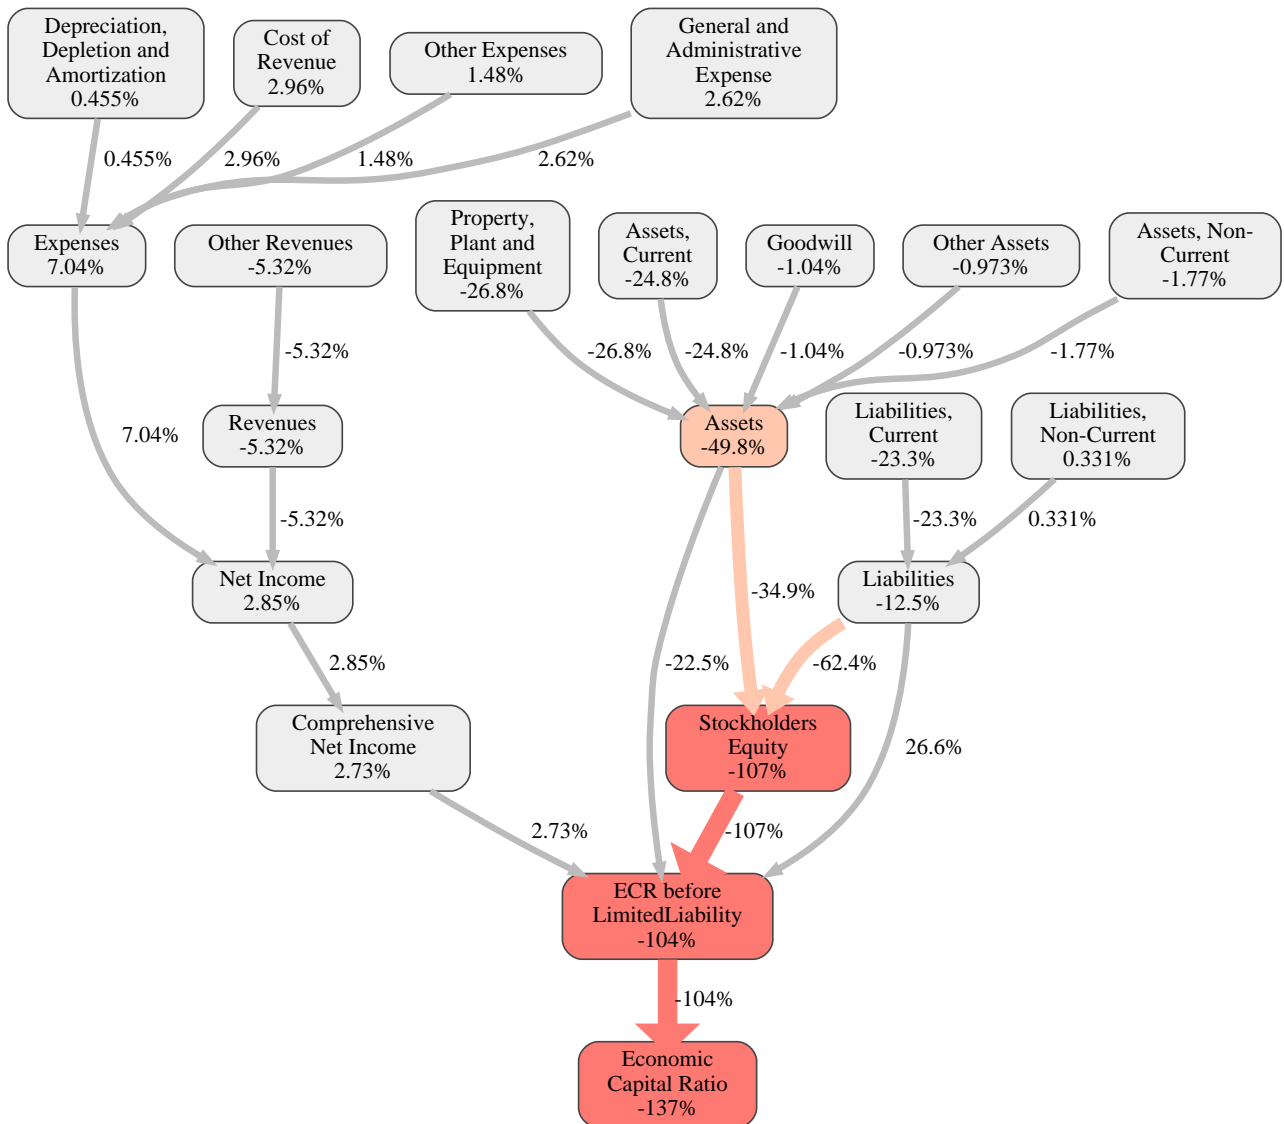 Depreciation,
Depletion and
Amortization
0.455%
Cost of
Revenue
2.96%
Other Expenses
1.48%
General and
Administrative
Expense
2.62%
0.455%
2.96%
1.48%
2.62%
Expenses
7.04%
Other Revenues
-5.32%
Property,
Plant and
Equipment
-26.8%
Assets,
Current
-24.8%
Goodwill
-1.04%
Other Assets
-0.973%
Assets, Non-
Current
-1.77%
-5.32%
-26.8%
-24.8%
-1.04%
-0.973%
-1.77%
7.04%
Revenues
-5.32%
Assets
-49.8%
Liabilities,
Current
-23.3%
Liabilities,
Non-Current
0.331%
-5.32%
-23.3%
0.331%
Net Income
2.85%
-34.9%
Liabilities
-12.5%
2.85%
-22.5%
-62.4%
Comprehensive
Net Income
2.73%
Stockholders
Equity
-107%
26.6%
2.73%
-107%
ECR before
LimitedLiability
-104%
-104%
Economic
Capital Ratio
-137%